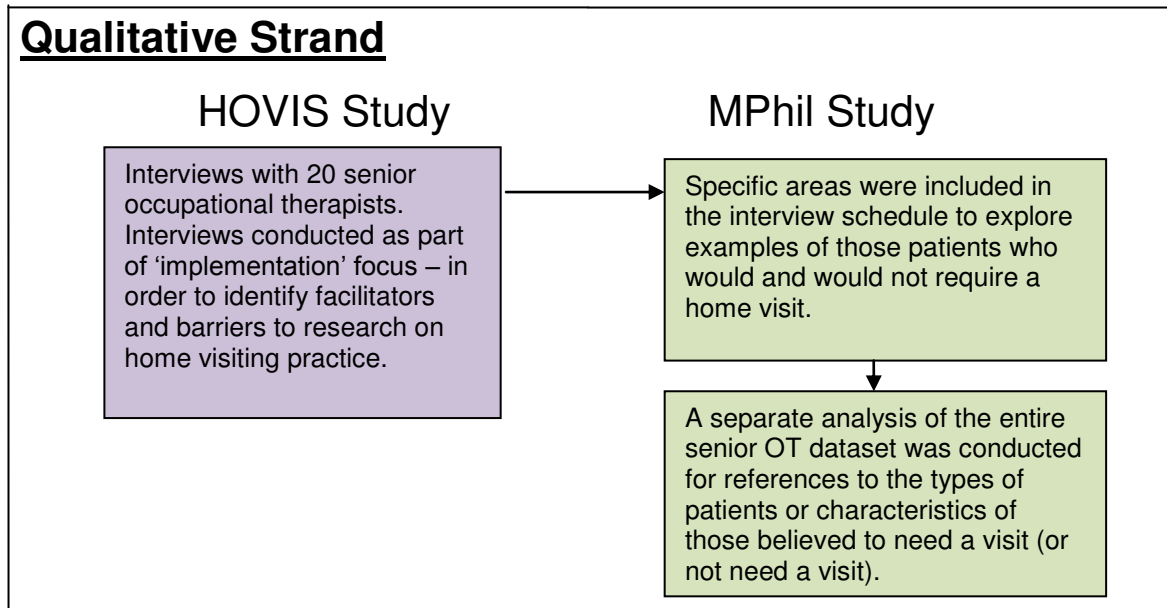 Qualitative Strand
HOVIS Study
MPhil Study
Interviews with 20 senior
occupational therapists.
Interviews conducted as part
of ‘implementation’ focus – in
order to identify facilitators
and barriers to research on
home visiting practice.
Specific areas were included in
the interview schedule to explore
examples of those patients who
would and would not require a
home visit.
A separate analysis of the entire
senior OT dataset was conducted
for references to the types of
patients or characteristics of
those believed to need a visit (or
not need a visit).